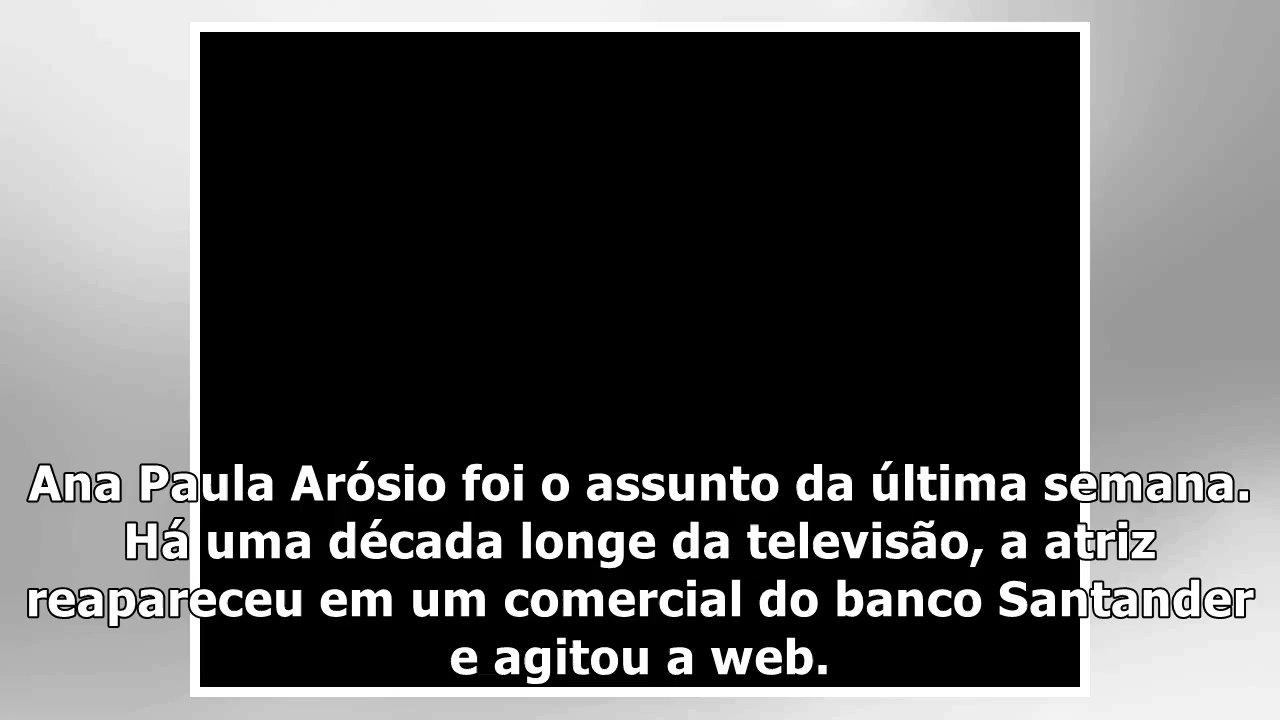 Ana Paula Arósio foi o assunto da última semana.
Há uma década longe da televisão, a atriz
reapareceu em um comercial do banco Santander
e agitou a web.